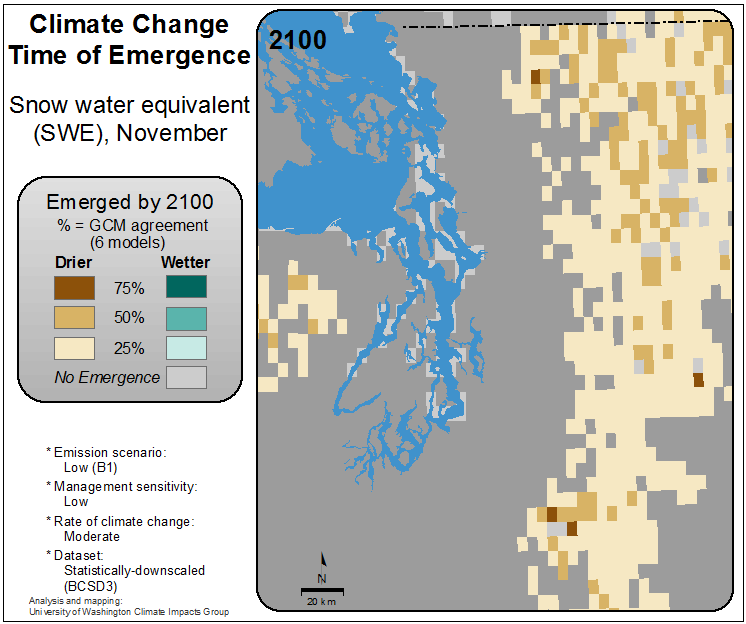 Climate Change
Time of Emergence
Snow water equivalent
(SWE), November
Emerged by 2100
% = GCM agreement
(6 models)
Drier Wetter
75%
50%
25%
No Emergence
* Emission scenario:
Low (B1)
* Management sensitivity:
Low
* Rate of climate change:
Moderate
* Dataset:
Statistically-downscaled
(BCSD3)
Analysis and mapping:
University of Washington Climate Impacts Group
2100
N
20 km